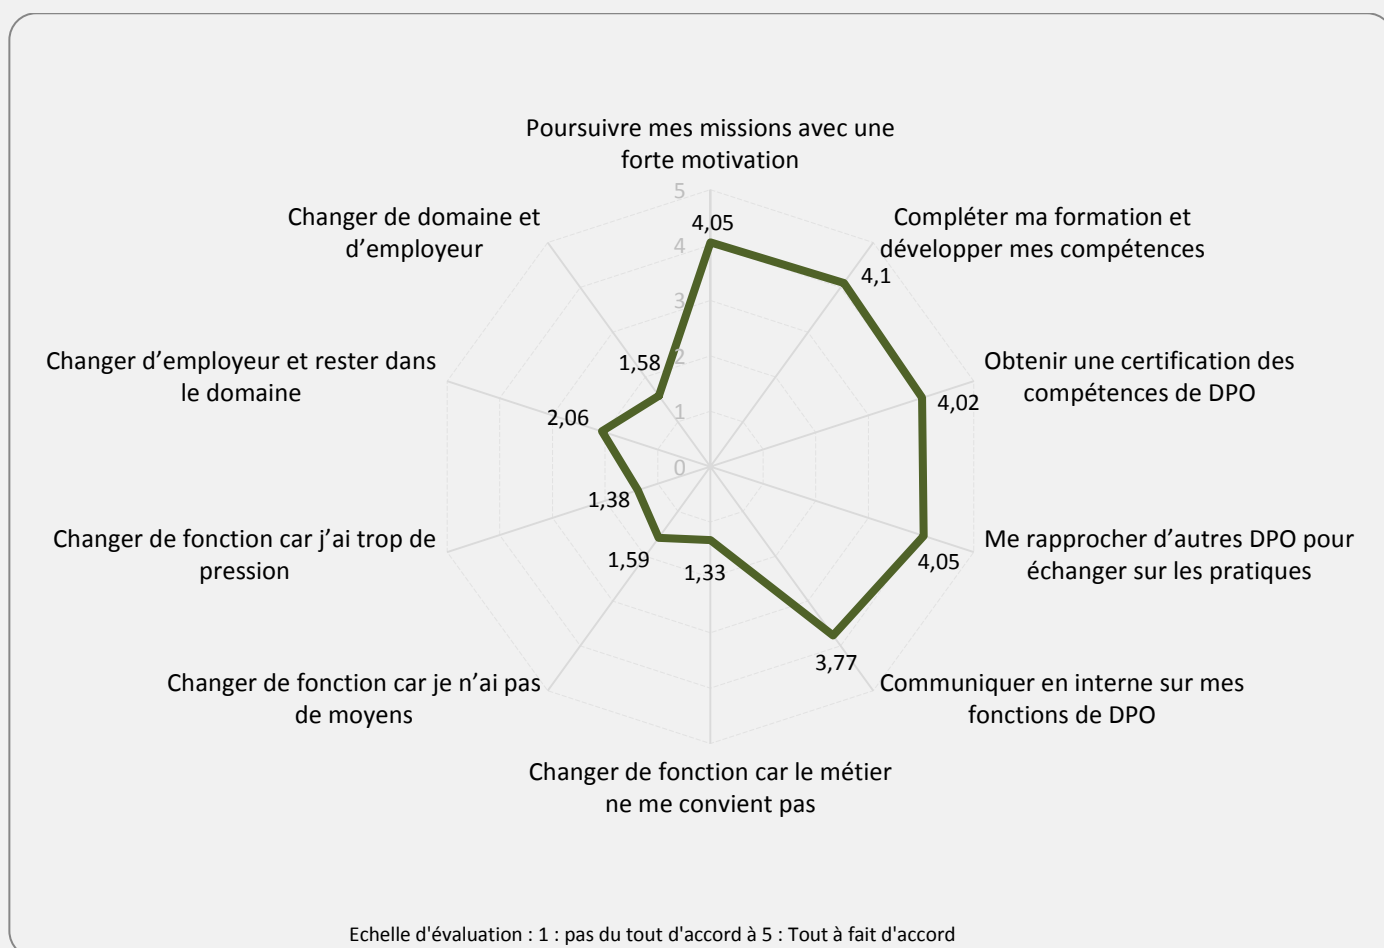 Poursuivre mes missions avec une
forte motivation
Changer de domaine et
d’employeur
Compléter ma formation et
développer mes compétences
5
4,05
4
4,1
3
2
1,58
1
0
Changer d’employeur et rester dans
le domaine
2,06
Obtenir une certification des
compétences de DPO
4,02
Changer de fonction car j’ai trop de
pression
1,38
Me rapprocher d’autres DPO pour
échanger sur les pratiques
4,05
1,59
1,33
3,77
Changer de fonction car je n’ai pas
de moyens
Communiquer en interne sur mes
fonctions de DPO
Changer de fonction car le métier
ne me convient pas
Echelle d'évaluation : 1 : pas du tout d'accord à 5 : Tout à fait d'accord